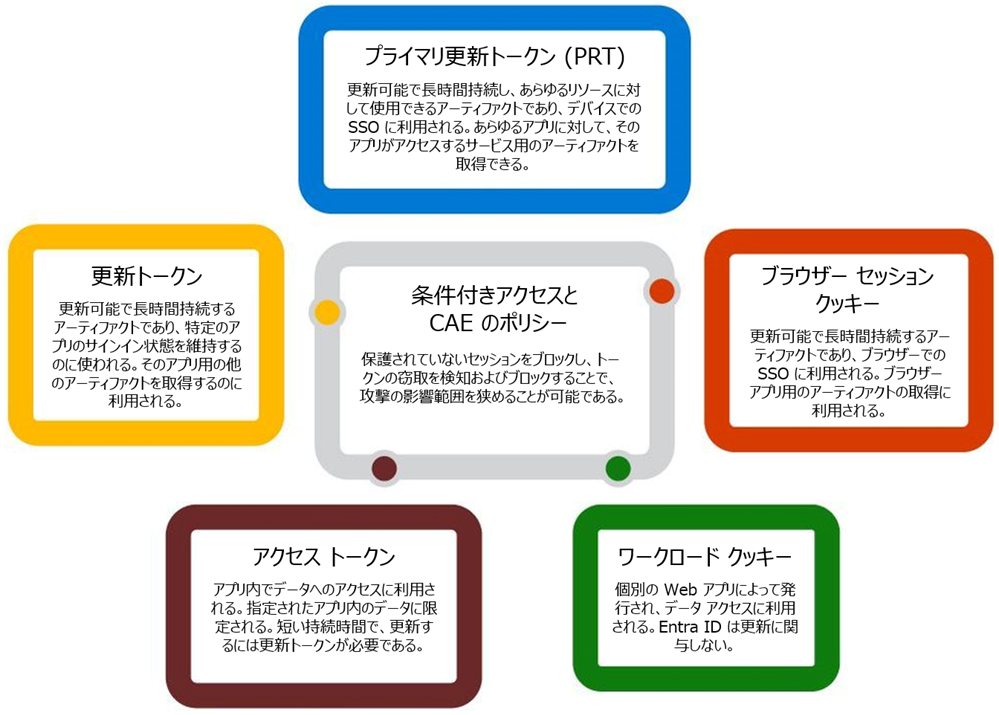 プライマリ更新トークン (PRT)
更新可能で長時間持続し、あらゆるリソースに対
して使用できるアーティファクトであり、デバイスでの
SSO に利用される。あらゆるアプリに対して、その
アプリがアクセスするサービス用のアーティファクトを
取得できる。
更新トークン
更新可能で長時間持続する
アーティファクトであり、特定のア
プリのサインイン状態を維持する
のに使われる。そのアプリ用の他
のアーティファクトを取得するのに
利用される。
条件付きアクセスと
CAE のポリシー
保護されていないセッションをブロックし、トー
クンの窃取を検知およびブロックすることで、
攻撃の影響範囲を狭めることが可能である。
ブラウザー セッション
クッキー
更新可能で長時間持続するアー
ティファクトであり、ブラウザーでの
SSO に利用される。ブラウザー
アプリ用のアーティファクトの取得に
利用される。
アクセス トークン
アプリ内でデータへのアクセスに利用さ
れる。指定されたアプリ内のデータに限
定される。短い持続時間で、更新す
るには更新トークンが必要である。
ワークロード クッキー
個別の Web アプリによって発
行され、データ アクセスに利用
される。Entra ID は更新に関
与しない。